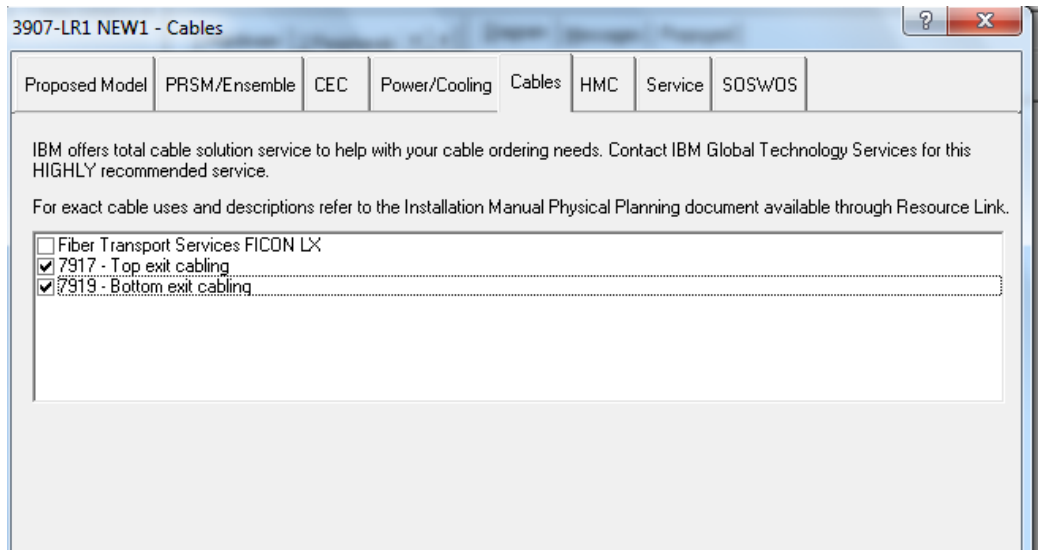 3907-LR1 NEW1 - Cables
?
X
Proposed Model PRSM/Ensemble CEC Power/Cooling Cables HMC Service SOSWOS
IBM offers total cable solution service to help with your cable ordering needs. Contact IBM Global Technology Services for this
HIGHLY recommended service.
For exact cable uses and descriptions refer to the Installation Manual Physical Planning document available through Resource Link.
Fiber Transport Services FICON LX
7917 - Top exit cabling
7919 - Bottom exit cabling